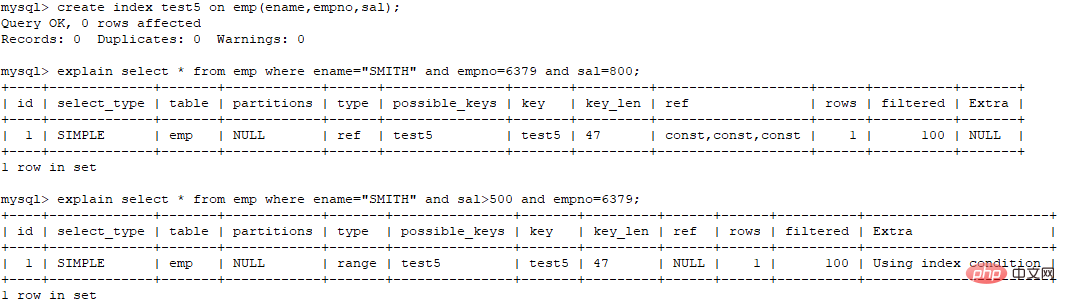 mysql> create index test5 on emp(ename,empno,sal);
Query OK, 0 rows affected
Records: 0  Duplicates: 0  Warnings: 0

mysql> explain select * from emp where ename="SMITH" and empno=6379 and sal=800;
+----+-------------+-------+------------+------+---------------+-------+---------+-------------------+------+----------+-------+
| id | select_type | table | partitions | type | possible_keys | key   | key_len | ref               | rows | filtered | Extra |
+----+-------------+-------+------------+------+---------------+-------+---------+-------------------+------+----------+-------+
|  1 | SIMPLE      | emp   | NULL       | ref  | test5         | test5 | 47      | const,const,const |    1 |      100 | NULL  |
+----+-------------+-------+------------+------+---------------+-------+---------+-------------------+------+----------+-------+
1 row in set

mysql> explain select * from emp where ename="SMITH" and sal>500 and empno=6379;
+----+-------------+-------+------------+-------+---------------+-------+---------+------+------+----------+-----------------------+
| id | select_type | table | partitions | type  | possible_keys | key   | key_len | ref  | rows | filtered | Extra                 |
+----+-------------+-------+------------+-------+---------------+-------+---------+------+------+----------+-----------------------+
|  1 | SIMPLE      | emp   | NULL       | range | test5         | test5 | 47      | NULL |    1 |      100 | Using index condition |
+----+-------------+-------+------------+-------+---------------+-------+---------+------+------+----------+-----------------------+
php 中文网
1 row in set